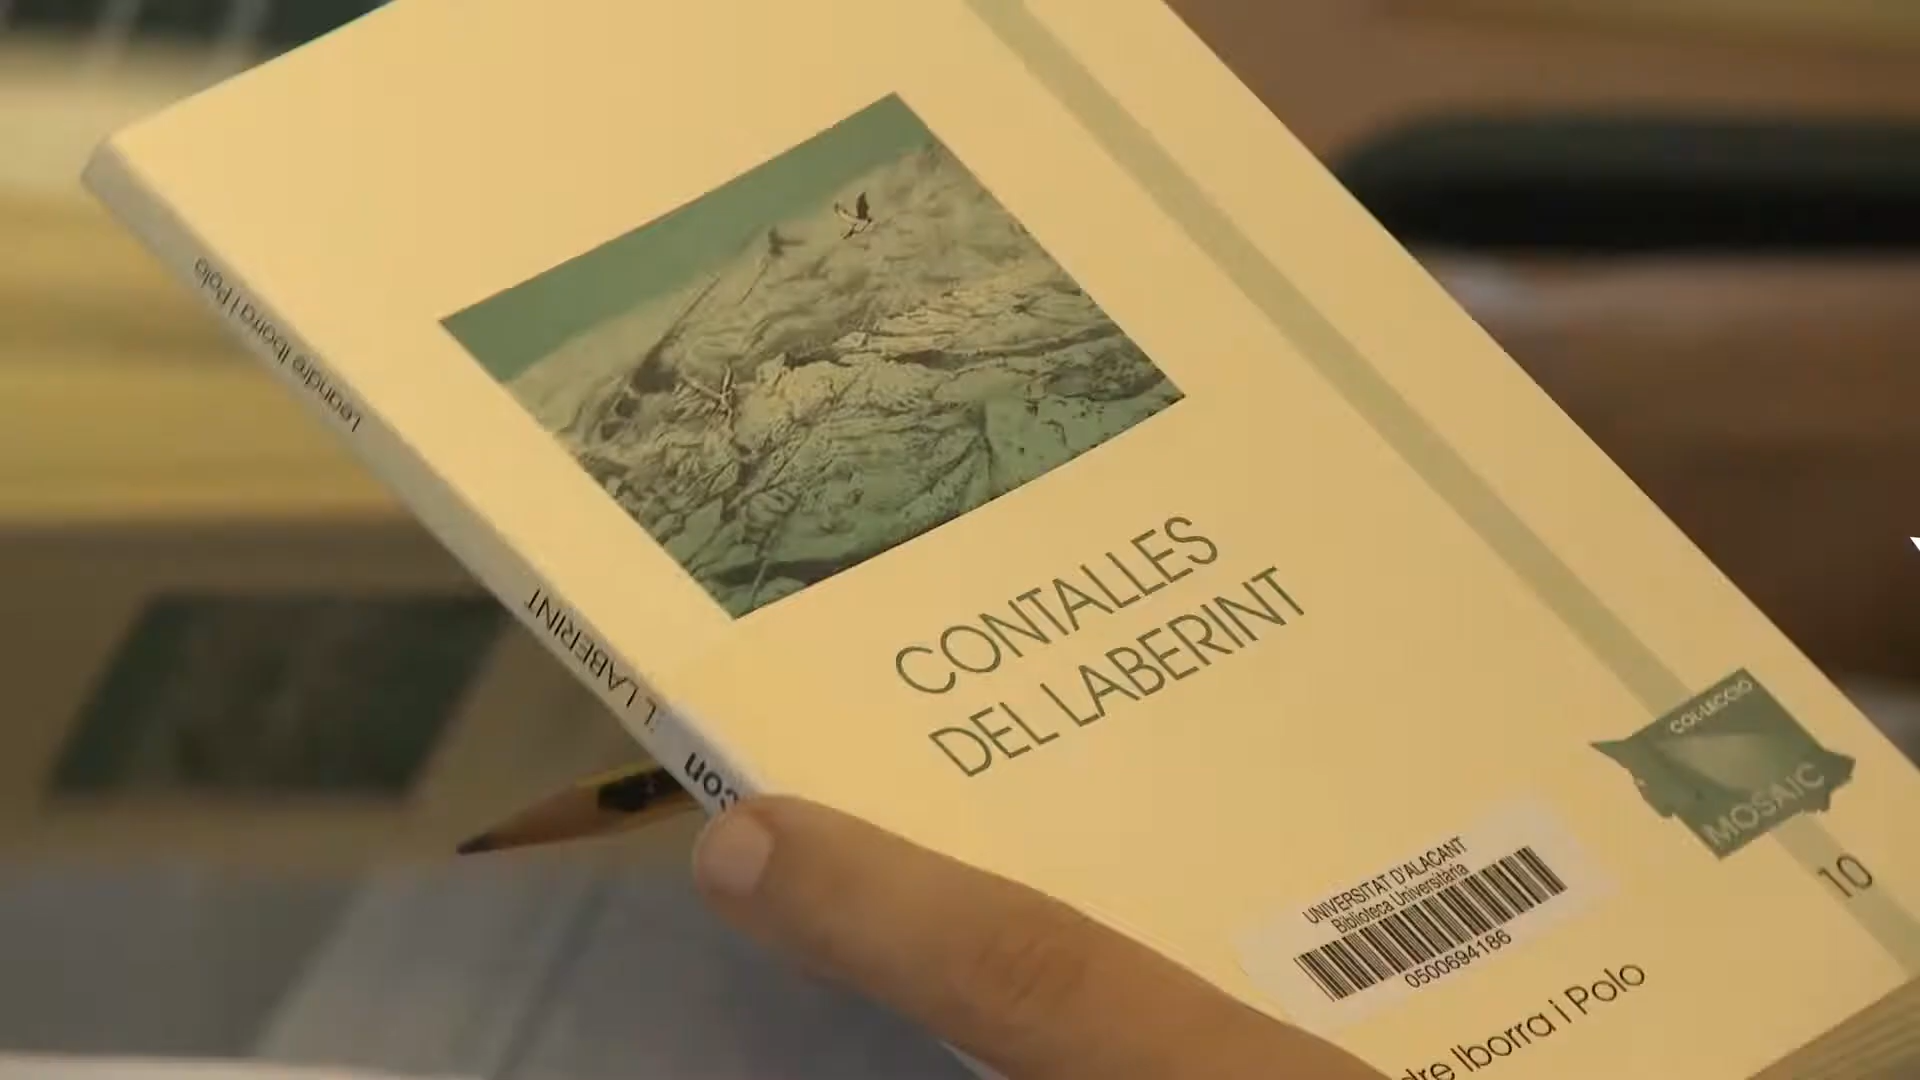 CONTALLES
DEL LABERINT
COL·LECCIÓ
MOSAIC
10
UNIVERSITAT D'ALACANT
Biblioteca Universitària
0500694186
dre Iborra i Polo
Leandre Iborra i Polo
L LABERINT
con